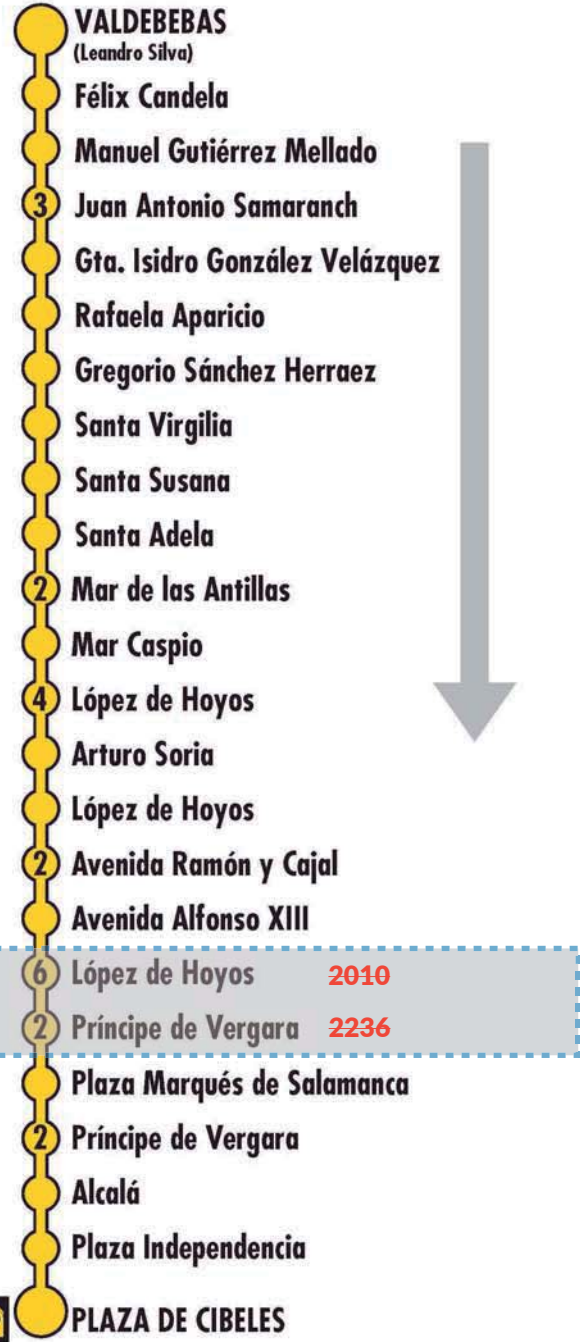 VALDEBEBAS
(Leandro Silva)
Félix Candela
Manuel Gutiérrez Mellado
3 Juan Antonio Samaranch
Gta. Isidro González Velázquez
Rafaela Aparicio
Gregorio Sánchez Herraez
Santa Virgilia
Santa Susana
Santa Adela
2 Mar de las Antillas
Mar Caspio
4 López de Hoyos
Arturo Soria
López de Hoyos
2 Avenida Ramón y Cajal
Avenida Alfonso XIII
6 López de Hoyos 2010
2 Príncipe de Vergara 2236
Plaza Marqués de Salamanca
2 Príncipe de Vergara
Alcalá
Plaza Independencia
PLAZA DE CIBELES